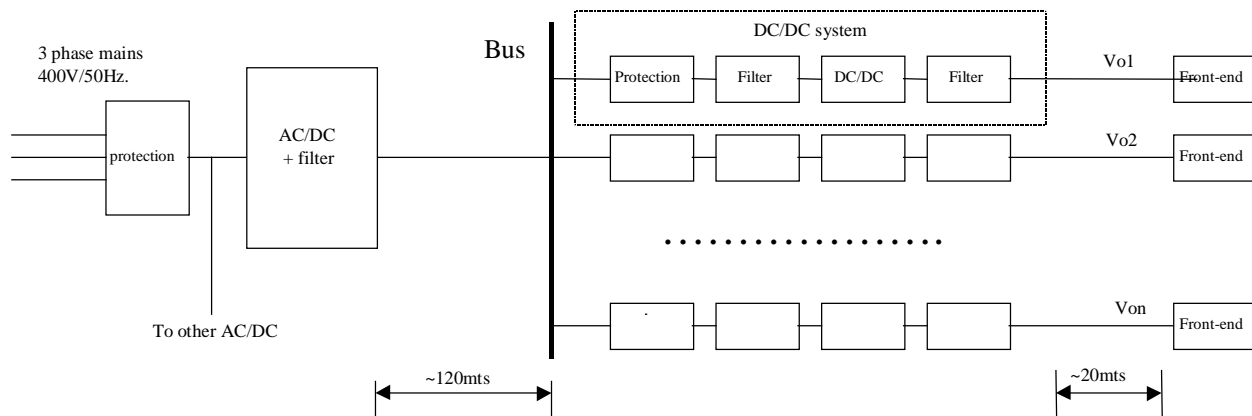 3 phase mains
400V/50Hz.
protection
AC/DC
+ filter
To other AC/DC
Bus
DC/DC system
Protection
Filter
DC/DC
Filter
Vo1
Front-end
Vo2
Front-end
Von
Front-end
~120mts
~20mts